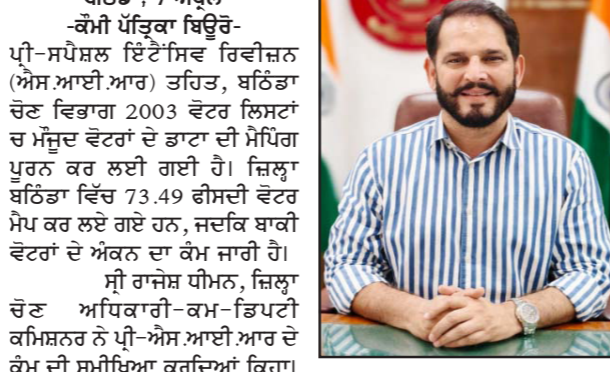 -ਕੌਮੀ ਪੱਤ੍ਰਿਕਾ ਬਿਊਰੋ-
ਪ੍ਰੀ-ਸਪੈਸ਼ਲ ਇੰਟੈਂਸਿਵ ਰਿਵੀਜ਼ਨ
(ਐਸ.ਆਈ.ਆਰ) ਤਹਿਤ, ਬਠਿੰਡਾ
ਚੋਣ ਵਿਭਾਗ 2003 ਵੋਟਰ ਲਿਸਟਾਂ
ਚ ਮੌਜੂਦ ਵੋਟਰਾਂ ਦੇ ਡਾਟਾ ਦੀ ਮੈਪਿੰਗ
ਪੂਰਨ ਕਰ ਲਈ ਗਈ ਹੈ। ਜ਼ਿਲ੍ਹਾ
ਬਠਿੰਡਾ ਵਿੱਚ 73.49 ਫੀਸਦੀ ਵੋਟਰ
ਮੈਪ ਕਰ ਲਏ ਗਏ ਹਨ, ਜਦਕਿ ਬਾਕੀ
ਵੋਟਰਾਂ ਦੇ ਅੰਕਨ ਦਾ ਕੰਮ ਜਾਰੀ ਹੈ।
ਸ੍ਰੀ ਰਾਜੇਸ਼ ਧੀਮਨ, ਜ਼ਿਲ੍ਹਾ
ਚੋਣ ਅਧਿਕਾਰੀ-ਕਮ-ਡਿਪਟੀ
ਕਮਿਸ਼ਨਰ ਨੇ ਪ੍ਰੀ-ਐਸ.ਆਈ.ਆਰ ਦੇ
ਕੰਮ ਦੀ ਸਮੀਖਿਆ ਕਰਦਿਆਂ ਕਿਹਾ।